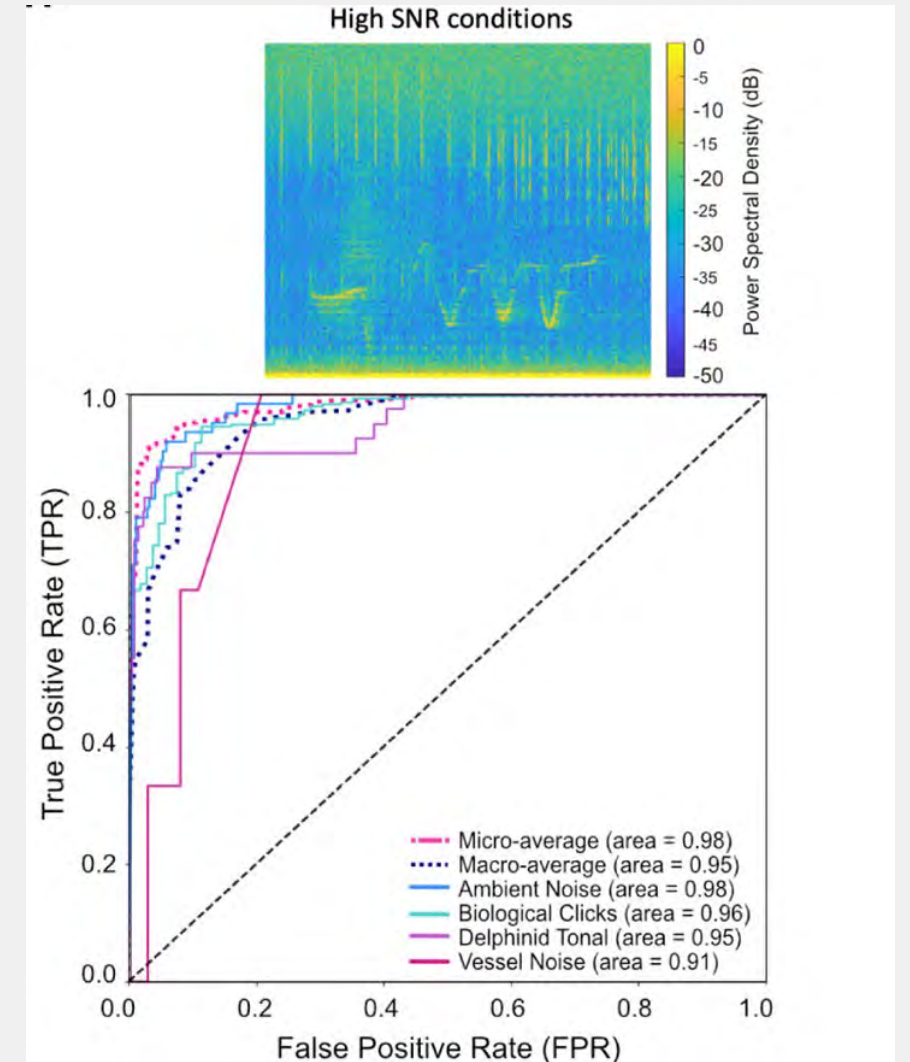 High SNR conditions
0
-5
-10
-15
-20
-25
-30
-35
-40
-45
-50
Power Spectral Density (dB)
1.0
0.8
0.6
0.4
0.2
0.0
True Positive Rate (TPR)
Micro-average (area = 0.98)
Macro-average (area = 0.95)
Ambient Noise (area = 0.98)
Biological Clicks (area = 0.96)
Delphinid Tonal (area = 0.95)
Vessel Noise (area = 0.91)
0.0 0.2 0.4 0.6 0.8 1.0
False Positive Rate (FPR)